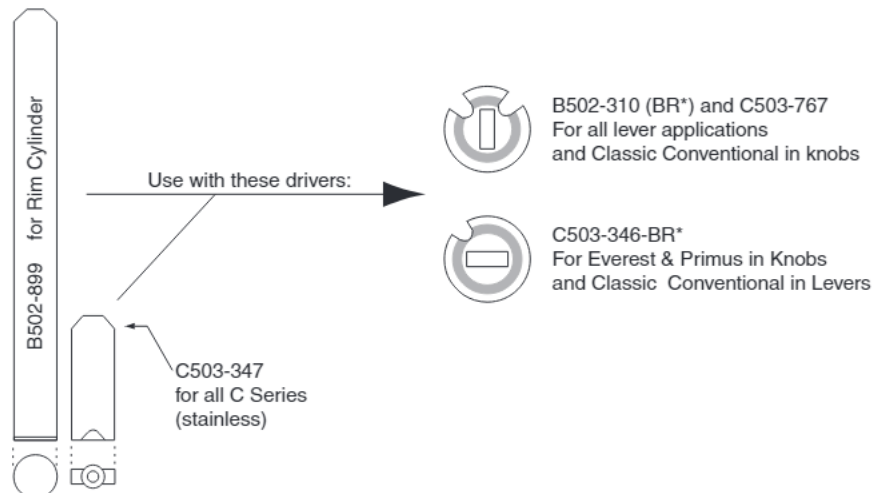 B502-899 for Rim Cylinder
Use with these drivers:
B502-310 (BR*) and C503-767
For all lever applications
and Classic Conventional in knobs
C503-346-BR*
For Everest & Primus in Knobs
and Classic Conventional in Levers
C503-347
for all C Series
(stainless)